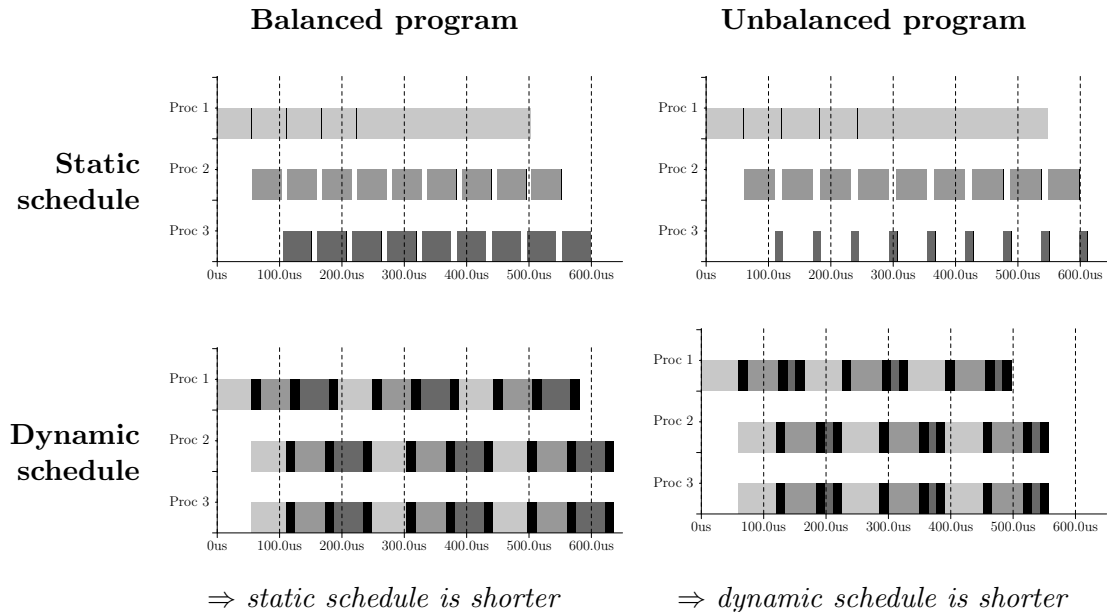 Balanced program
Unbalanced program
Static
schedule
Proc 1
Proc 2
Proc 3
0us 100.0us 200.0us 300.0us 400.0us 500.0us 600.0us
Proc 1
Proc 2
Proc 3
0us 100.0us 200.0us 300.0us 400.0us 500.0us 600.0us
Dynamic
schedule
Proc 1
Proc 2
Proc 3
0us 100.0us 200.0us 300.0us 400.0us 500.0us 600.0us
Proc 1
Proc 2
Proc 3
0us 100.0us 200.0us 300.0us 400.0us 500.0us 600.0us
⇒ static schedule is shorter
⇒ dynamic schedule is shorter